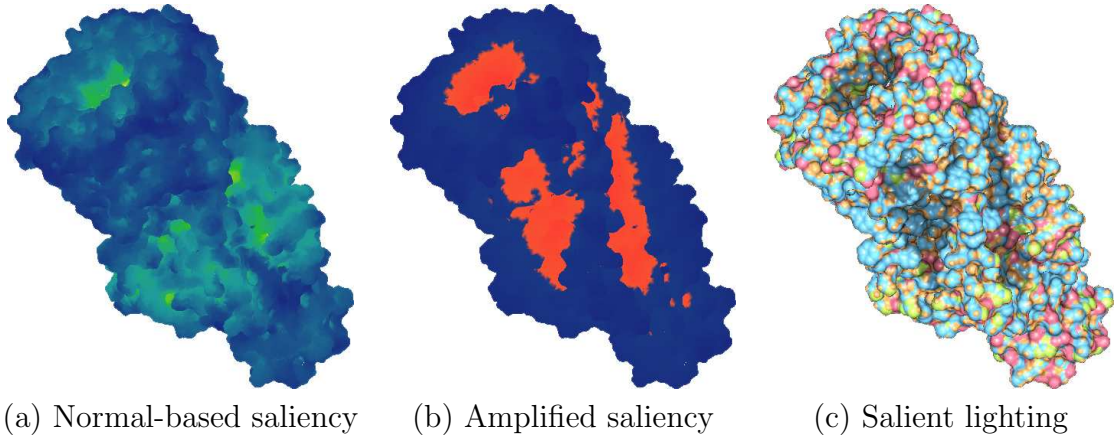 (a) Normal-based saliency
(b) Amplified saliency
(c) Salient lighting